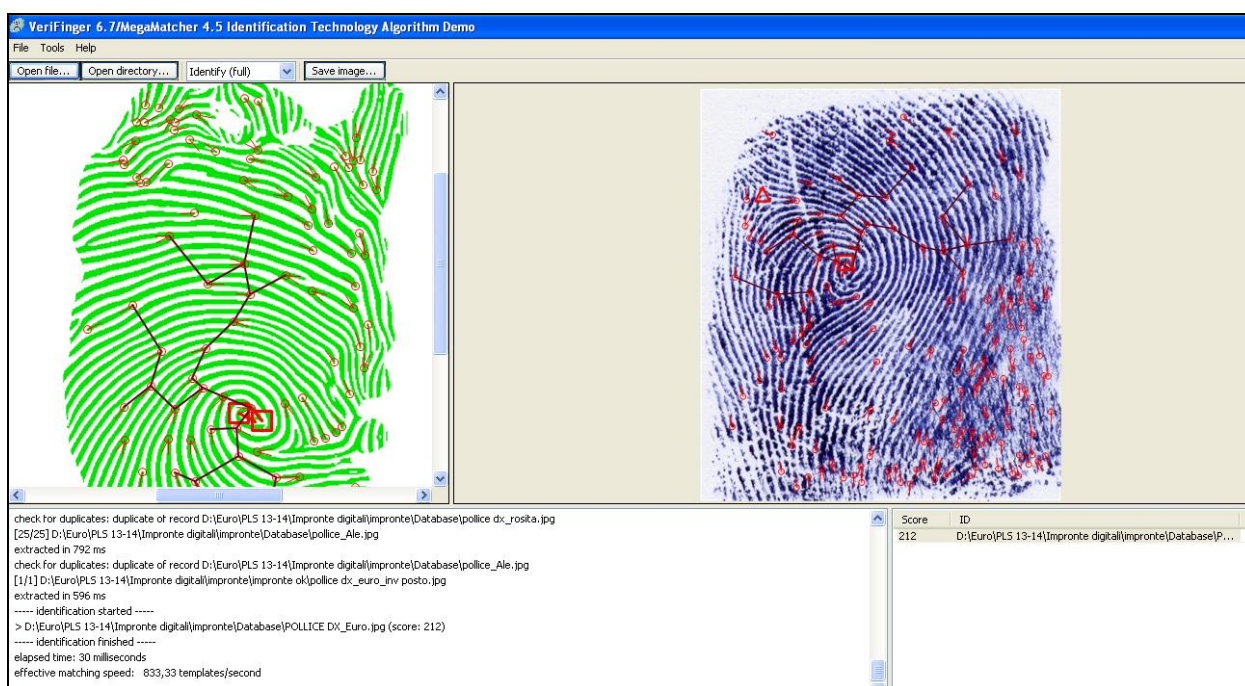 VeriFinger 6.7/MegaMatcher 4.5 Identification Technology Algorithm Demo
File Tools Help
Open file... Open directory... Identify (full) Save image...
check for duplicates: duplicate of record D:\Euro\PLS 13-14\Impronte digitali\impronte\Database\pollice dx_rosita.jpg
[25/25] D:\Euro\PLS 13-14\Impronte digitali\impronte\Database\pollice_Ale.jpg
extracted in 792 ms
check for duplicates: duplicate of record D:\Euro\PLS 13-14\Impronte digitali\impronte\Database\pollice_Ale.jpg
[1/1] D:\Euro\PLS 13-14\Impronte digitali\impronte\impronte ok\pollice dx_euro_inv posto.jpg
extracted in 596 ms
----- identification started -----
> D:\Euro\PLS 13-14\Impronte digitali\impronte\Database\POLLICE DX_Euro.jpg (score: 212)
----- identification finished -----
elapsed time: 30 milliseconds
effective matching speed: 833,33 templates/second
Score ID
212 D:\Euro\PLS 13-14\Impronte digitali\impronte\Database\P...